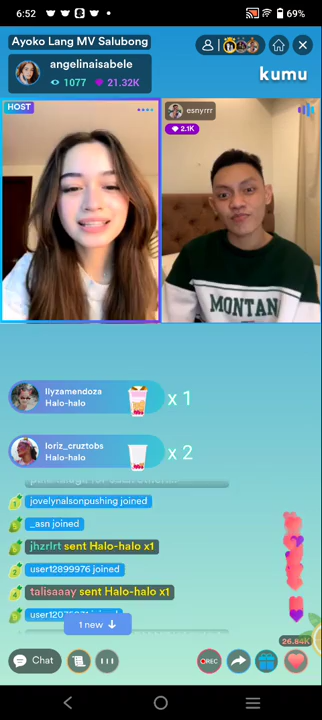 6:52
69%
Ayoko Lang MV Salubong
angelinaisabele
1077
21.32K
kumu
HOST
esnyrrr
2.1K
MONTAN
llyzamendoza
Halo-halo
x 1
loriz_cruztobs
Halo-halo
x 2
jovelynalsonpushing joined
_asn joined
jhzrlrt sent Halo-halo x1
user12899976 joined
talisaaay sent Halo-halo x1
1 new
26.84K
Chat
REC